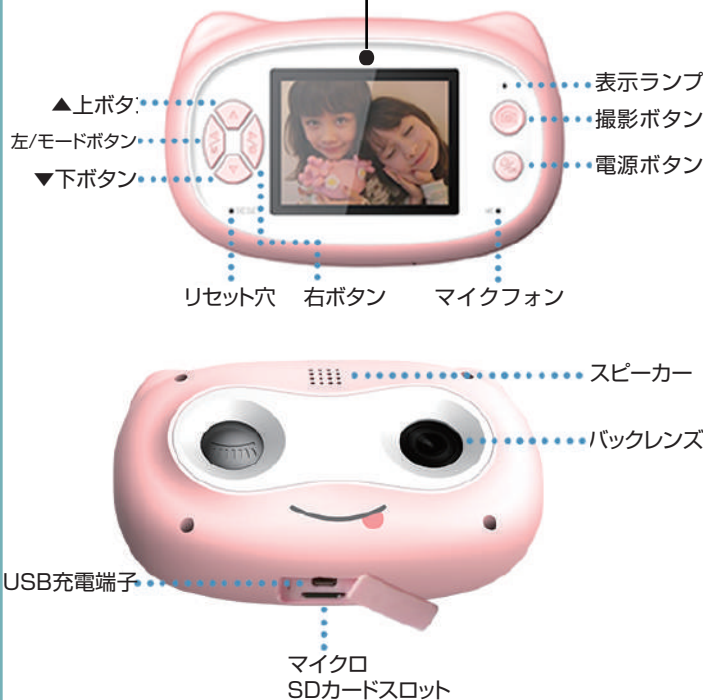 表示ランプ
▲上ボタ
撮影ボタン
左/モードボタン
電源ボタン
▼下ボタン
リセット穴
右ボタン
マイクフォン
スピーカー
バックレンズ
USB充電端子
マイクロ
SDカードスロット